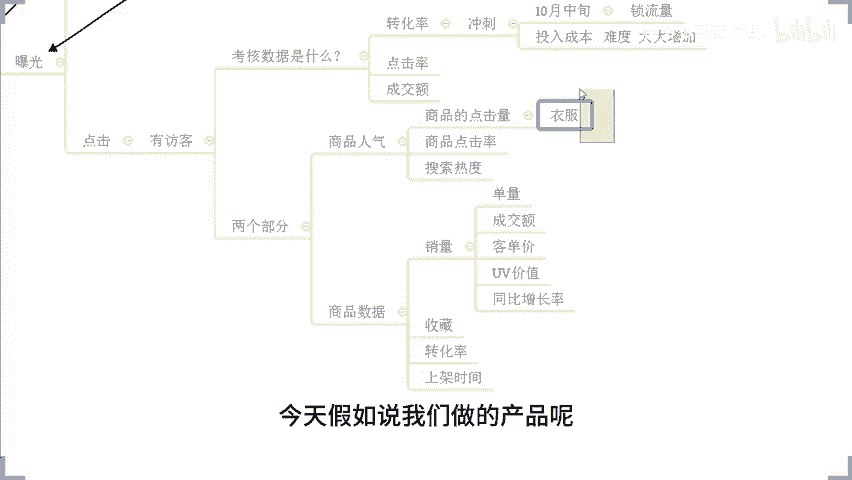 转化率 冲刺 10月中旬 锁流量
投入成本 难度 大大增加
曝光
考核数据是什么？
点击率
成交额
商品的点击量 衣服
点击 有访客
商品人气
商品点击率
搜索热度
单量
成交额
两个部分
销量
客单价
UV价值
同比增长率
商品数据
收藏
转化率
上架时间
今天假如说我们做的产品呢